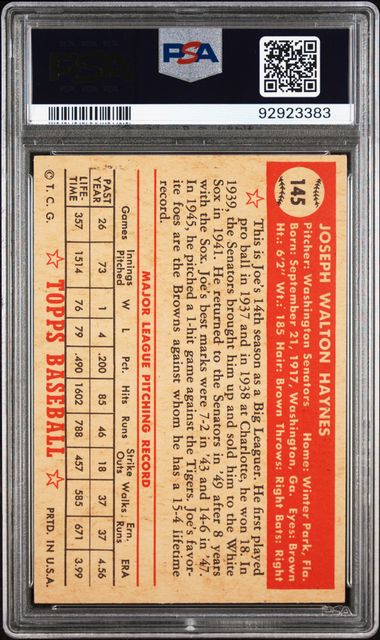 PSA
PSA
92923383
145
JOSEPH WALTON HAYNES
Pitcher: Washington Senators Home: Winter Park, Fla.
Born: September 21, 1917, Washington, Ga. Eyes: Brown
Ht.: 6'2" Wt.: 185 Hair: Brown Throws: Right Bats: Right
This is Joe's 14th season as a Big Leaguer. He first played
pro ball in 1937 and in 1938 at Charlotte, he won 18. In
1939, the Senators brought him up and sold him to the White
Sox in 1941. He returned to the Senators in '49 after 8 years
with the Sox. Joe's best marks were 7-2 in '43 and 14-6 in '47.
In 1945, he pitched a 1-hit game against the Tigers. Joe's favor-
ite foes are the Browns against whom he has a 15-4 lifetime
record.
MAJOR LEAGUE PITCHING RECORD
Games Innings Pitched W L Pct. Hits Runs Strike Outs Walks Ern. Runs ERA
PAST YEAR 26 73 1 4 .200 85 46 18 37 37 4.56
LIFE-TIME 357 1514 76 79 .490 1602 788 457 585 671 3.99
© T. C. G. ☆ TOPPS BASEBALL ☆ PRTD. IN U.S.A.
PSA